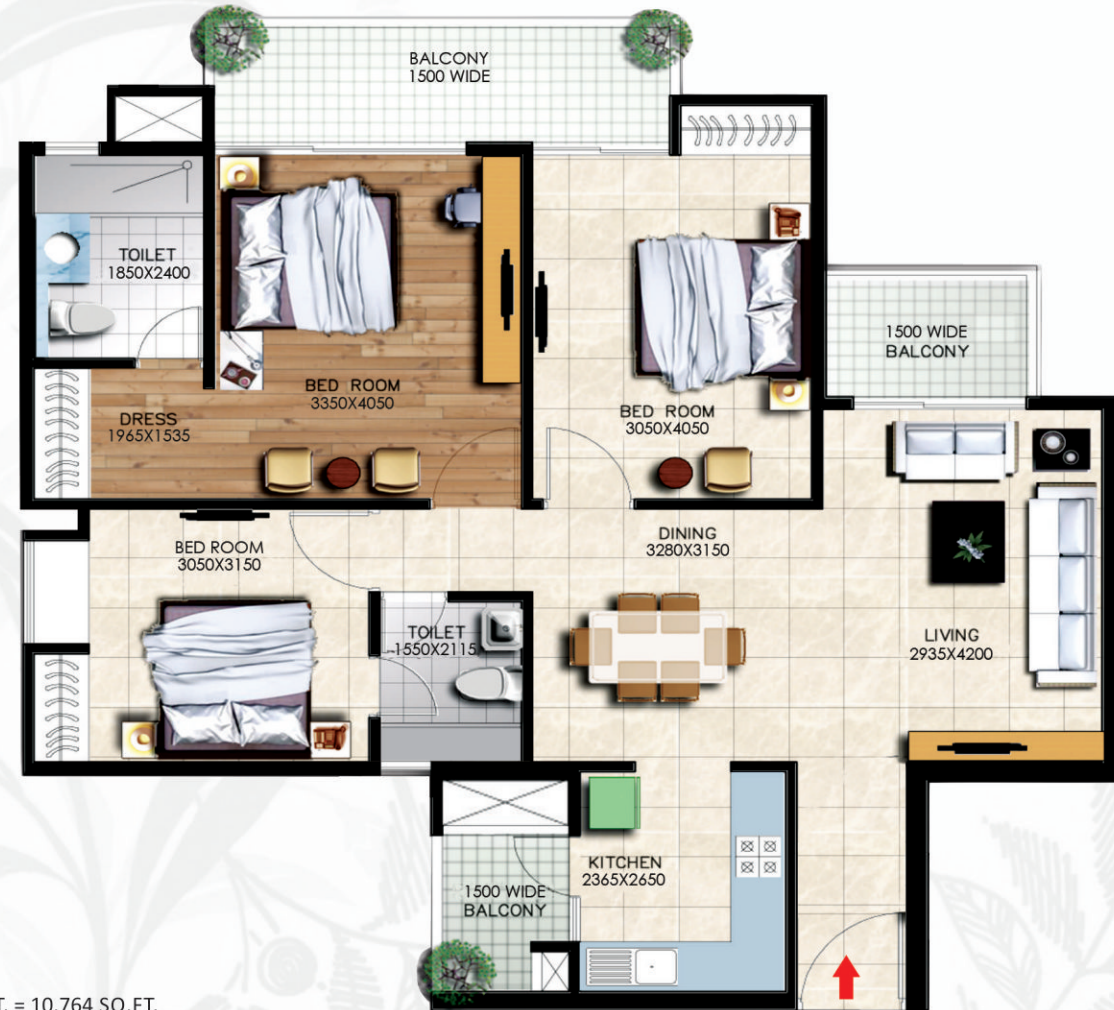 BALCONY
1500 WIDE
TOILET
1850X2400
BED ROOM
3350X4050
DRESS
1965X1535
BED ROOM
3050X4050
1500 WIDE
BALCONY
BED ROOM
3050X3150
DINING
3280X3150
TOILET
1550X2115
LIVING
2935X4200
KITCHEN
2365X2650
1500 WIDE
BALCONY
T. = 10.764 SQ.FT.